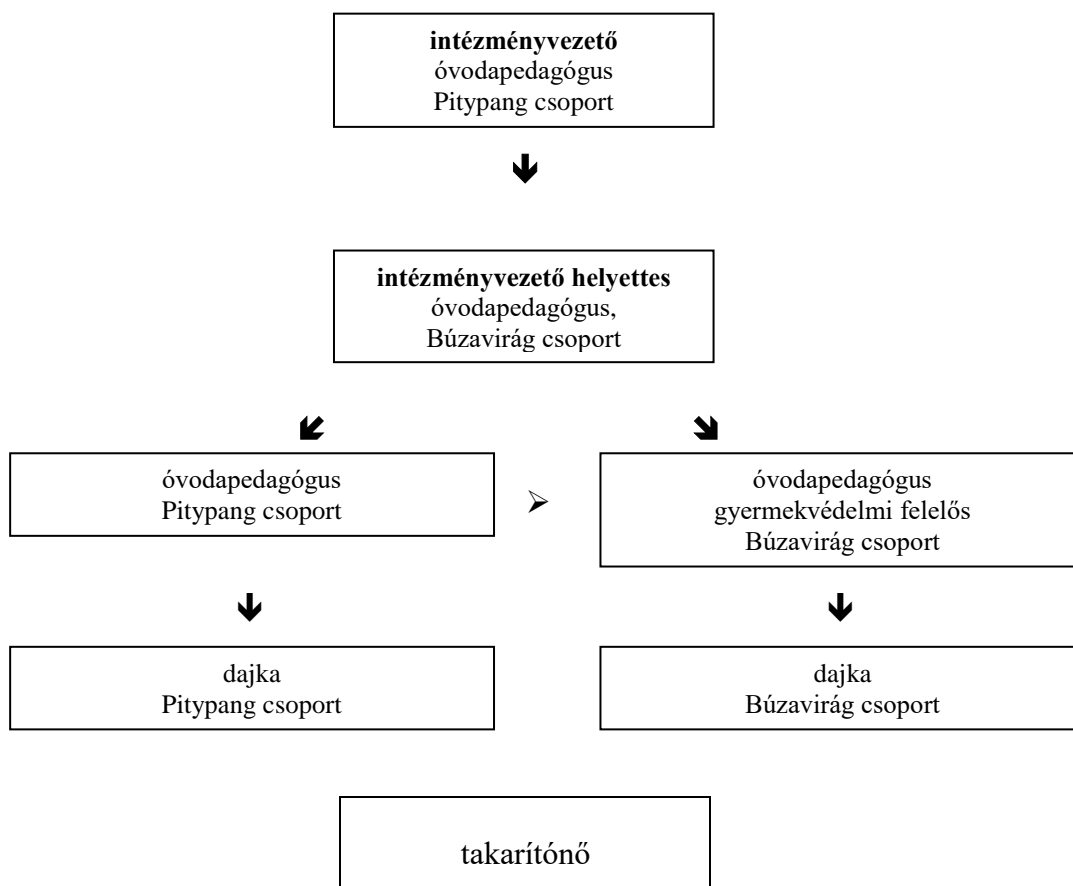 intézményvezető
óvodapedagógus
Pitypang csoport
intézményvezető helyettes
óvodapedagógus,
Búzavirág csoport
óvodapedagógus
Pitypang csoport
óvodapedagógus
gyermekvédelmi felelős
Búzavirág csoport
dajka
Pitypang csoport
dajka
Búzavirág csoport
takarítónő